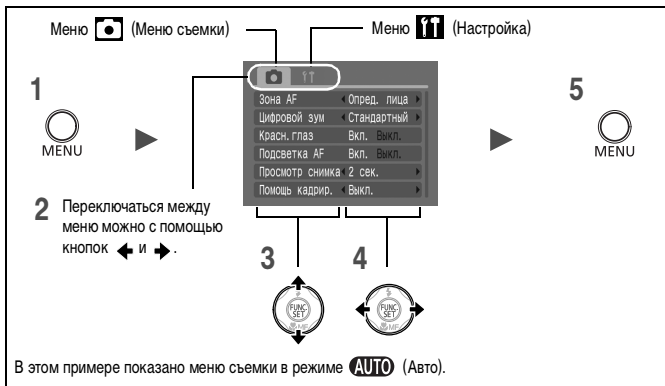 Меню (Меню съемки)
Меню (Настройка)
1
MENU
Зона AF Опред. лица
Цифровой зум Стандартный
Красн.глаз Вкл. Выкл.
Подсветка AF Вкл. Выкл.
Просмотр снимка 2 сек.
Помощь кадрир. Выкл.
5
MENU
2 Переключаться между
меню можно с помощью
кнопок и .
3
FUNC.
SET
MF
4
FUNC.
SET
MF
В этом примере показано меню съемки в режиме AUTO (Авто).